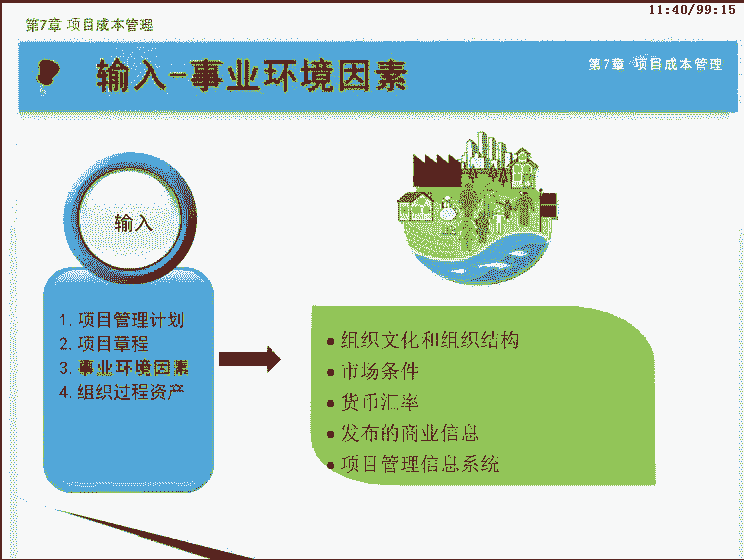 11:40/99:15
第7章 项目成本管理
输入-事业环境因素
第7章 项目成本管理
输入
1. 项目管理计划
2. 项目章程
3. 事业环境因素
4. 组织过程资产
●组织文化和组织结构
●市场条件
●货币汇率
●发布的商业信息
●项目管理信息系统